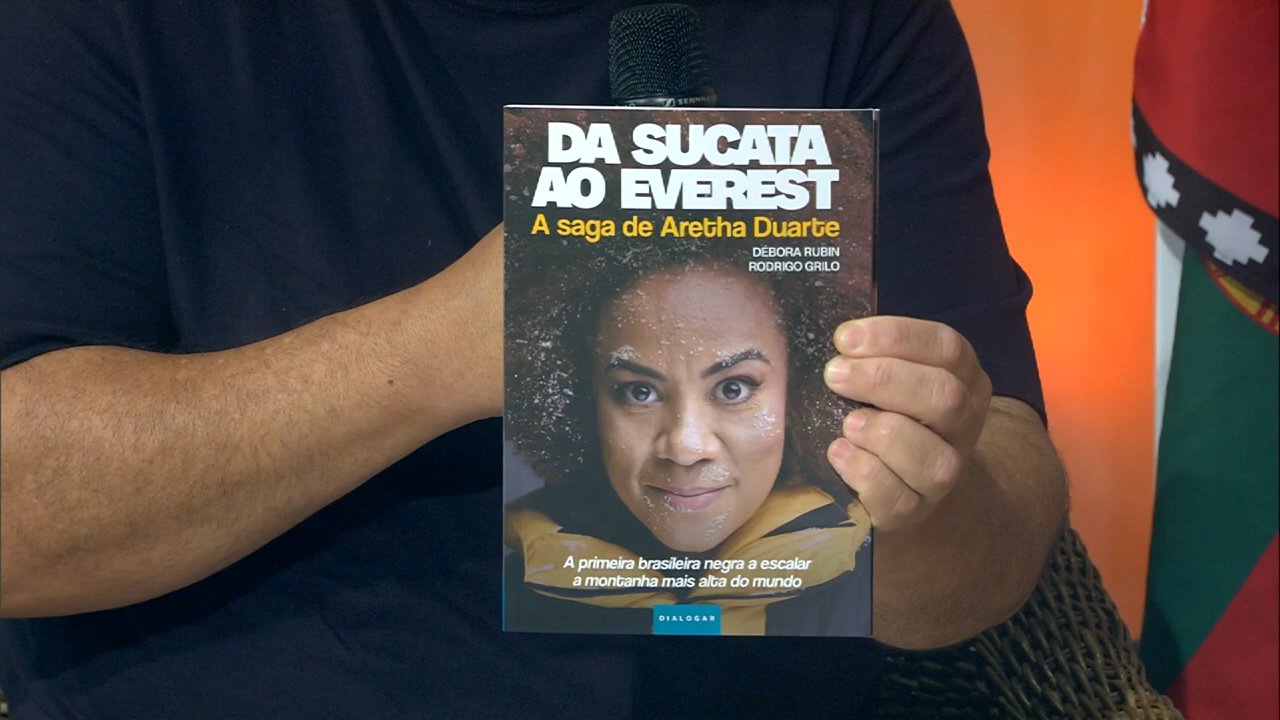 DA SUCATA
AO EVEREST
A saga de Aretha Duarte
DÉBORA RUBIN
RODRIGO GRILO
A primeira brasileira negra a escalar
a montanha mais alta do mundo
DIALOGAR